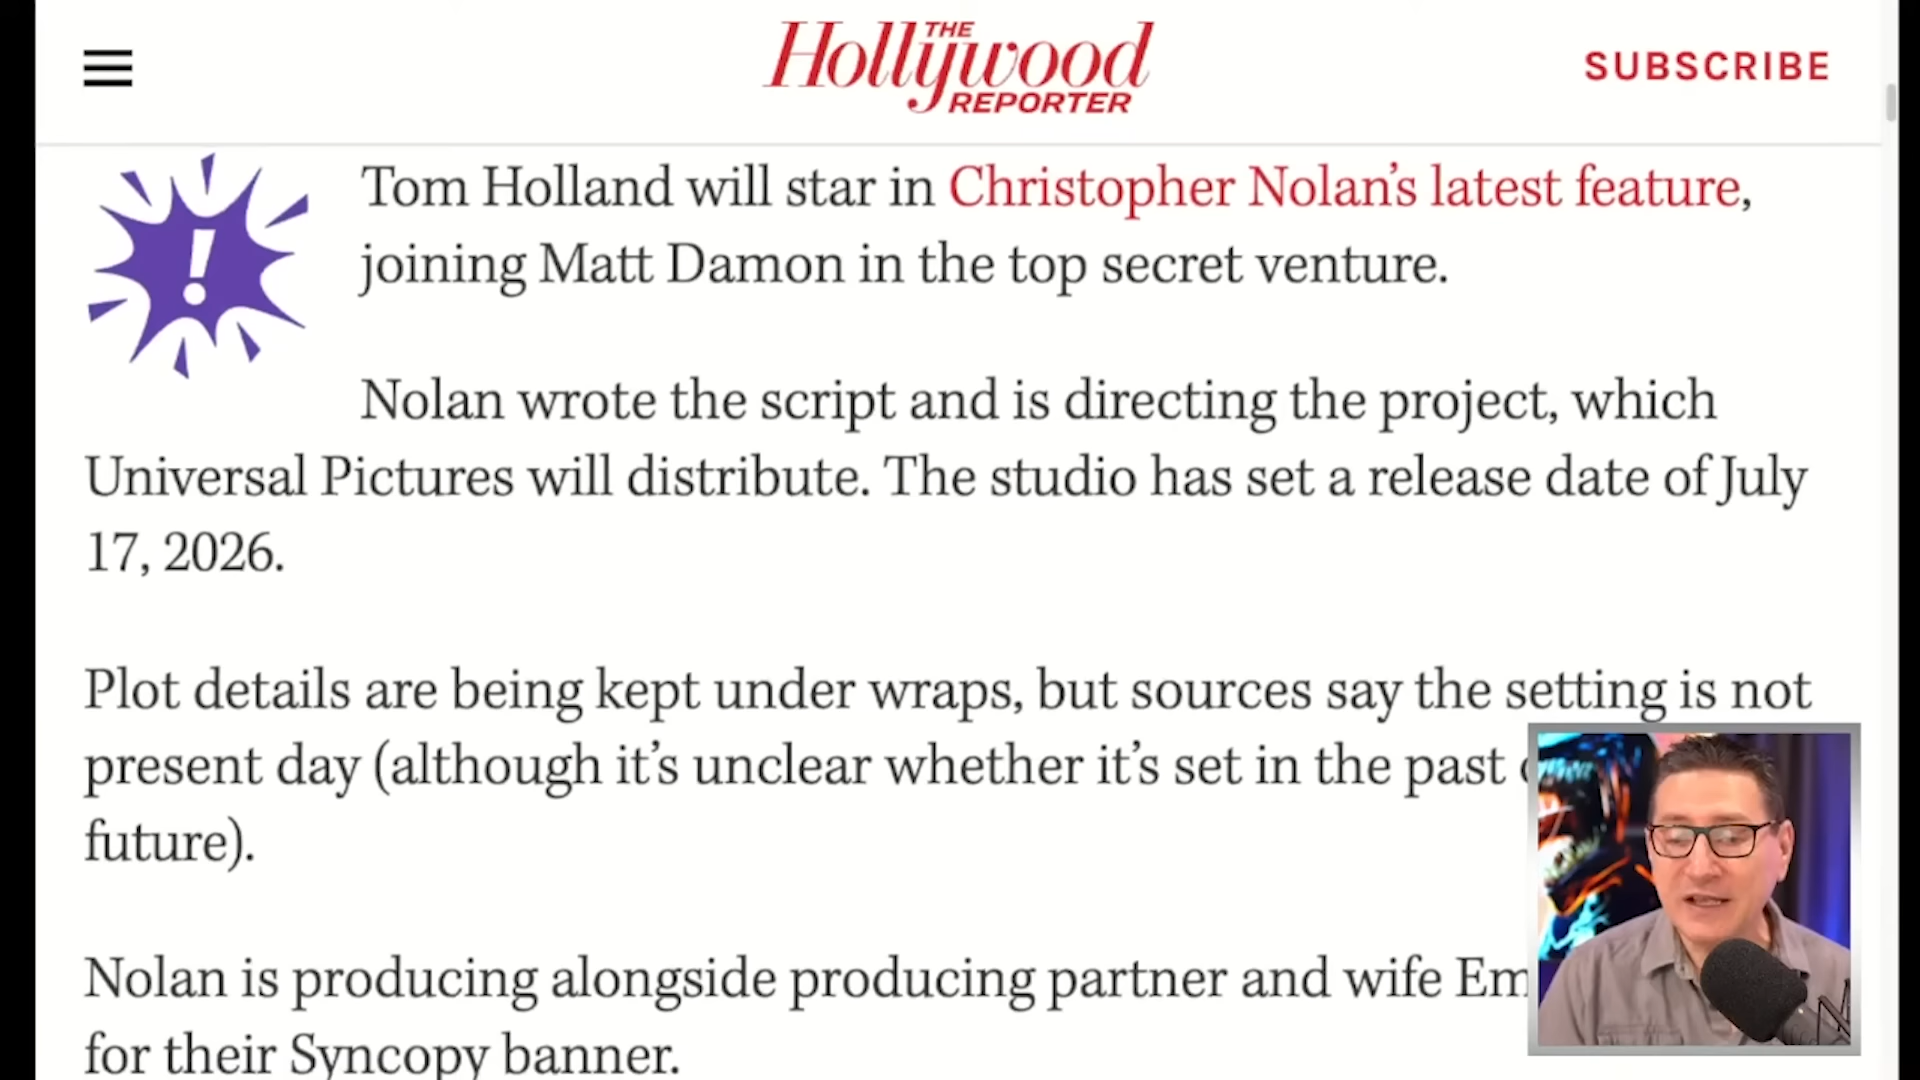 THE
Hollywood
REPORTER
SUBSCRIBE
Tom Holland will star in Christopher Nolan’s latest feature,
joining Matt Damon in the top secret venture.
Nolan wrote the script and is directing the project, which
Universal Pictures will distribute. The studio has set a release date of July
17, 2026.
Plot details are being kept under wraps, but sources say the setting is not
present day (although it’s unclear whether it’s set in the past
future).
Nolan is producing alongside producing partner and wife Em
for their Syncopy banner.